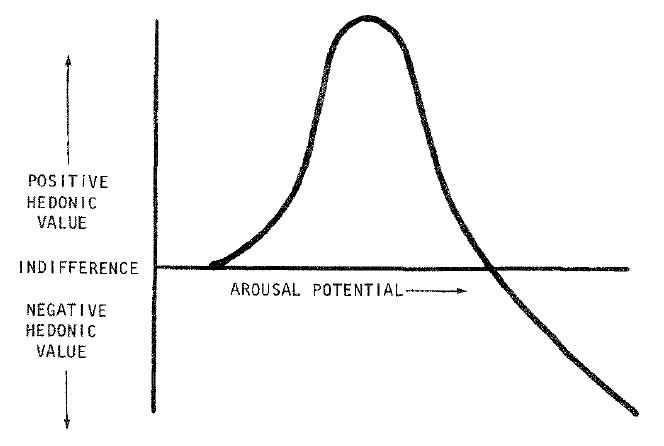 POSITIVE
HEDONIC
VALUE
INDIFFERENCE
AROUSAL POTENTIAL
NEGATIVE
HEDONIC
VALUE